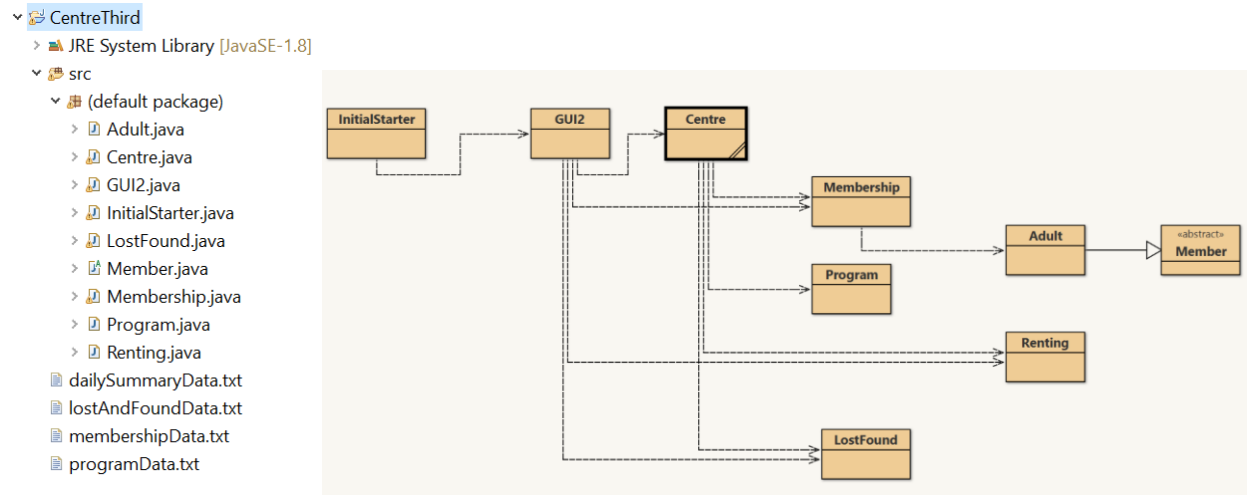 CentreThird
JRE System Library [JavaSE-1.8]
src
(default package)
Adult.java
Centre.java
GUI2.java
InitialStarter.java
LostFound.java
Member.java
Membership.java
Program.java
Renting.java
dailySummaryData.txt
lostAndFoundData.txt
membershipData.txt
programData.txt
InitialStarter
GUI2
Centre
Membership
Adult
«abstract»
Member
Program
Renting
LostFound